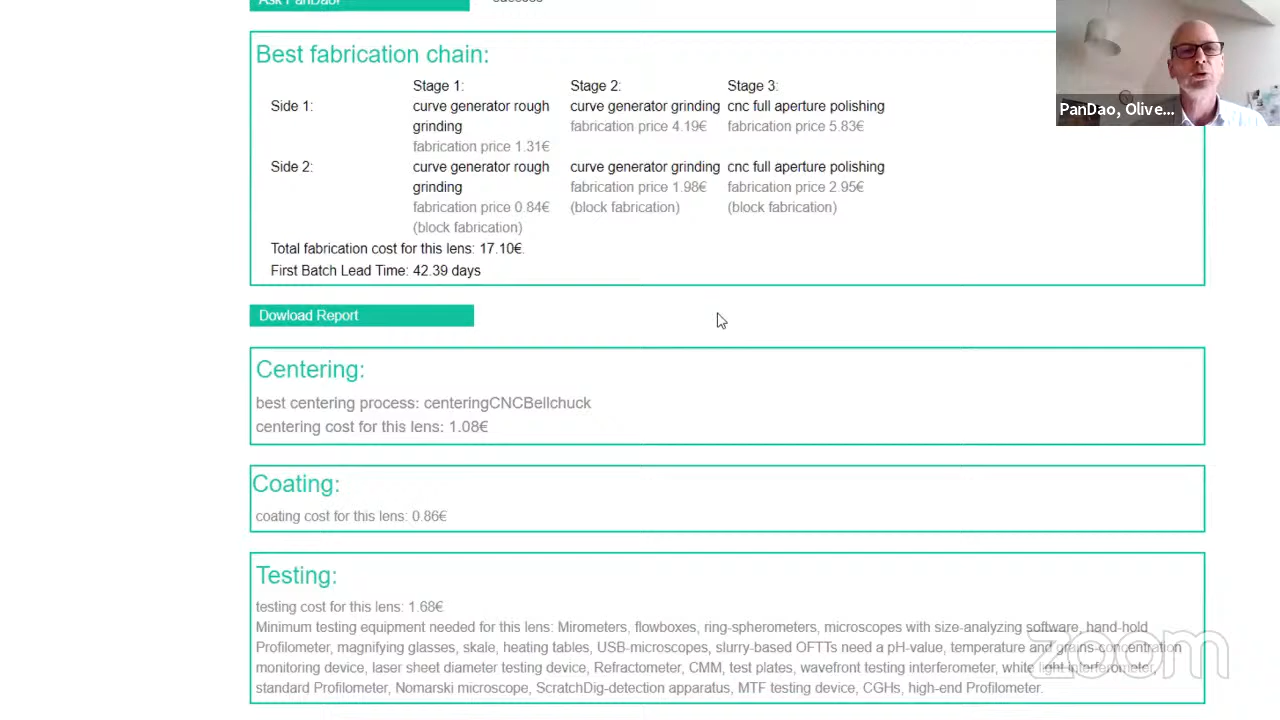 Ask PanDao!
success
Best fabrication chain:
Stage 1: Stage 2: Stage 3:
Side 1: curve generator rough grinding curve generator grinding cnc full aperture polishing
fabrication price 1.31€ fabrication price 4.19€ fabrication price 5.83€
Side 2: curve generator rough grinding curve generator grinding cnc full aperture polishing
fabrication price 0.84€ fabrication price 1.98€ fabrication price 2.95€
(block fabrication) (block fabrication) (block fabrication)
Total fabrication cost for this lens: 17.10€.
First Batch Lead Time: 42.39 days
Dowload Report
Centering:
best centering process: centeringCNCBellchuck
centering cost for this lens: 1.08€
Coating:
coating cost for this lens: 0.86€
Testing:
testing cost for this lens: 1.68€
Minimum testing equipment needed for this lens: Mirometers, flowboxes, ring-spherometers, microscopes with size-analyzing software, hand-hold
Profilometer, magnifying glasses, skale, heating tables, USB-microscopes, slurry-based OFTTs need a pH-value, temperature and grains-concentration
monitoring device, laser sheet diameter testing device, Refractometer, CMM, test plates, wavefront testing interferometer, white light interferometer,
standard Profilometer, Nomarski microscope, ScratchDig-detection apparatus, MTF testing device, CGHs, high-end Profilometer.
PanDao, Olive...
zoom